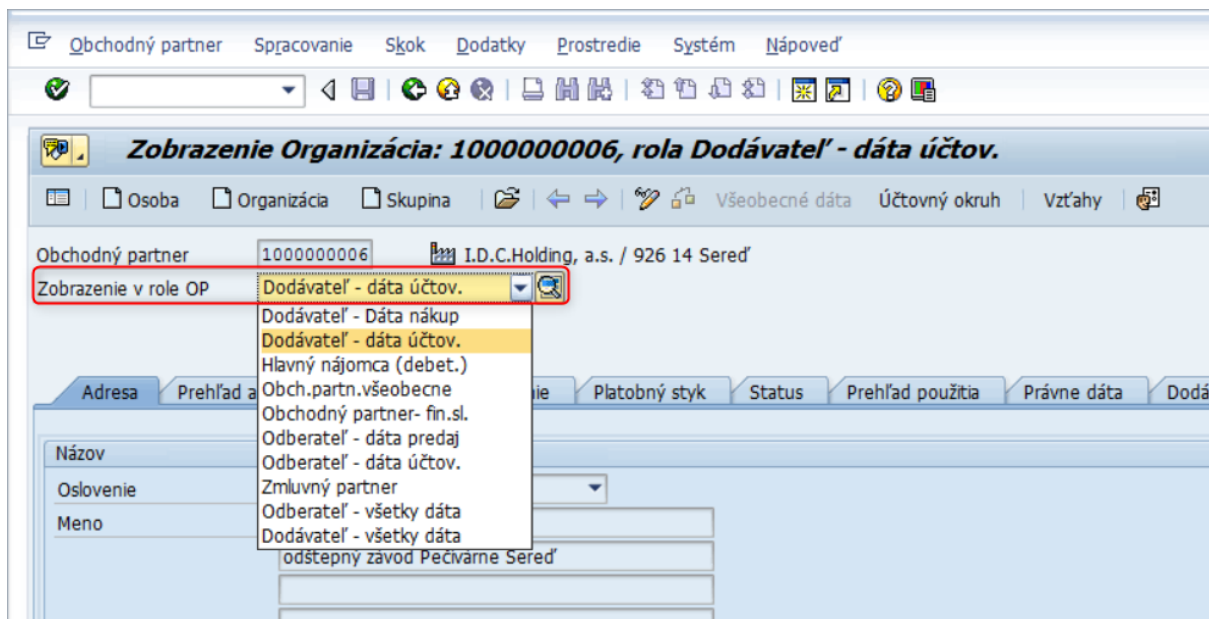 Obchodný partner Spracovanie Skok Dodatky Prostredie Systém Nápoveď
Zobrazenie Organizácia: 1000000006, rola Dodávateľ - dáta účtov.
Osoba Organizácia Skupina Všeobecné dáta Účtovný okruh Vzťahy
Obchodný partner 1000000006 I.D.C.Holding, a.s. / 926 14 Sereď
Zobrazenie v role OP Dodávateľ - dáta účtov.
Dodávateľ - Dáta nákup
Dodávateľ - dáta účtov.
Hlavný nájomca (debet.)
Obch.partn.všeobecne
Obchodný partner- fin.sl.
Odberateľ - dáta predaj
Odberateľ - dáta účtov.
Zmluvný partner
Odberateľ - všetky dáta
Dodávateľ - všetky dáta
Adresa Prehľad Platobný styk Status Prehľad použitia Právne dáta
Názov
Oslovenie
Meno
odštepný závod Pečivárne Sereď